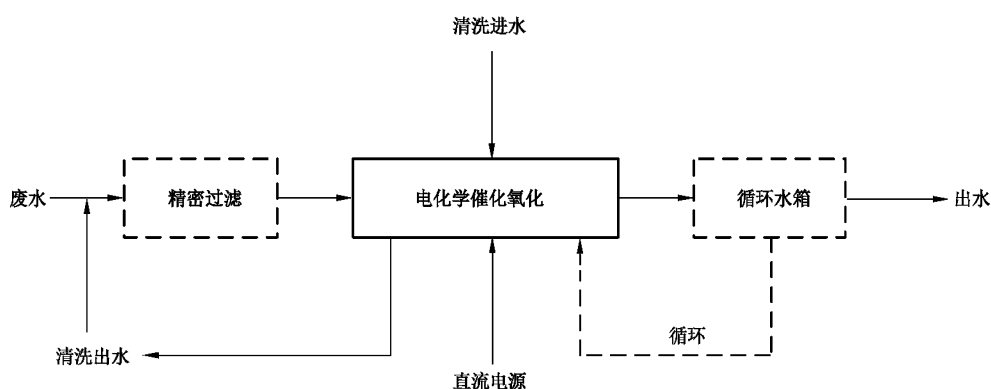 清洗进水
废水
精密过滤
电化学催化氧化
循环水箱
出水
循环
清洗出水
直流电源